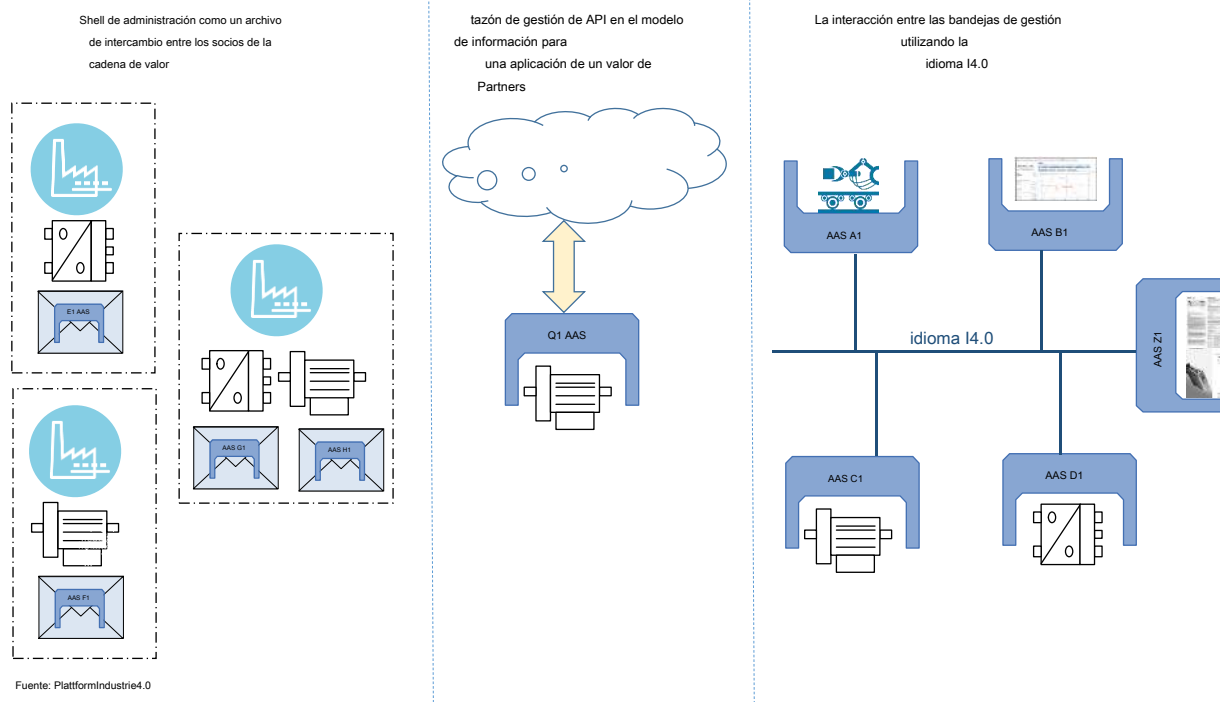 Shell de administración como un archivo
de intercambio entre los socios de la
cadena de valor
E1 AAS
AAS F1
AAS G1
AAS H1
Fuente: PlattformIndustrie4.0
tazón de gestión de API en el modelo
de información para
una aplicación de un valor de
Partners
Q1 AAS
La interacción entre las bandejas de gestión
utilizando la
idioma I4.0
AAS A1
AAS B1
idioma I4.0
AAS Z1
AAS C1
AAS D1